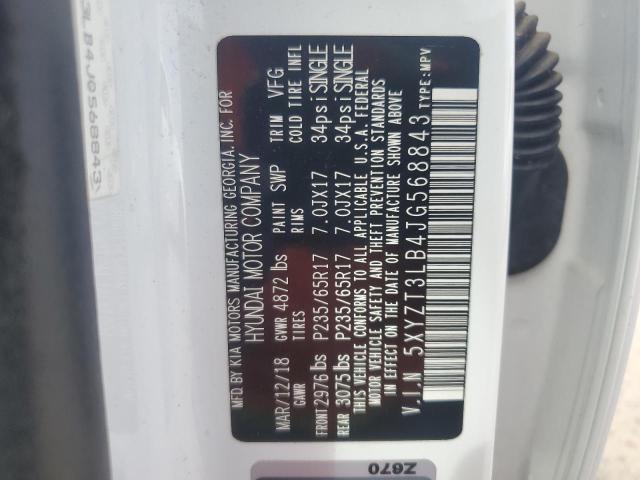 MFD.BY KIA MOTORS MANUFACTURING GEORGIA, INC. FOR
HYUNDAI MOTOR COMPANY
MAR/12/18 GVWR 4872 lbs PAINT SWP TRIM VFG
GAWR TIRES RIMS COLD TIRE INFL
FRONT 2976 lbs P235/65R17 7.0JX17 34psi SINGLE
REAR 3075 lbs P235/65R17 7.0JX17 34psi SINGLE
THIS VEHICLE CONFORMS TO ALL APPLICABLE U.S.A. FEDERAL
MOTOR VEHICLE SAFETY AND THEFT PREVENTION STANDARDS
IN EFFECT ON THE DATE OF MANUFACTURE SHOWN ABOVE
V.I.N 5XYZT3LB4JG568843 TYPE:MPV
3LB4JG568843
Z670